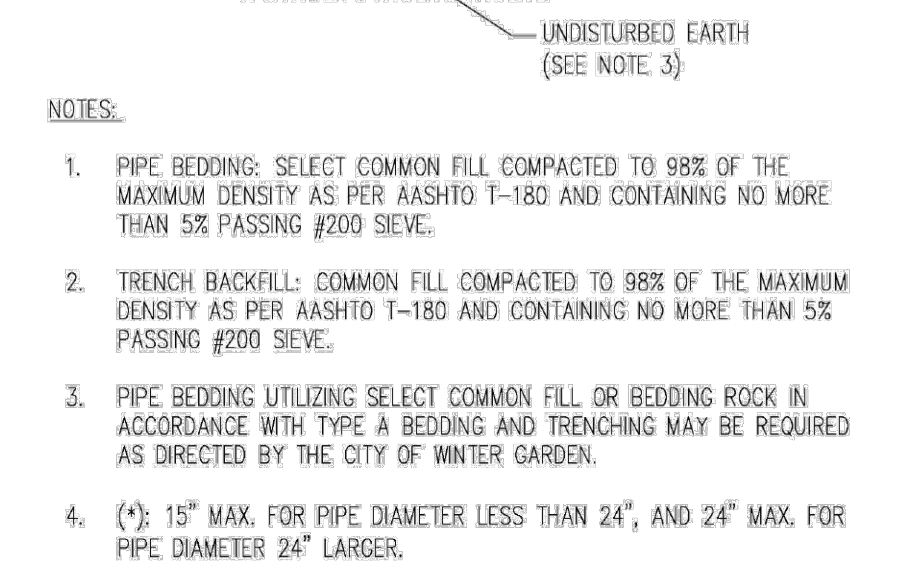 UNDISTURBED EARTH
(SEE NOTE 3)
NOTES:
1. PIPE BEDDING: SELECT COMMON FILL COMPACTED TO 98% OF THE
MAXIMUM DENSITY AS PER AASHTO T-180 AND CONTAINING NO MORE
THAN 5% PASSING #200 SIEVE.
2. TRENCH BACKFILL: COMMON FILL COMPACTED TO 98% OF THE MAXIMUM
DENSITY AS PER AASHTO T-180 AND CONTAINING NO MORE THAN 5%
PASSING #200 SIEVE.
3. PIPE BEDDING UTILIZING SELECT COMMON FILL OR BEDDING ROCK IN
ACCORDANCE WITH TYPE A BEDDING AND TRENCHING MAY BE REQUIRED
AS DIRECTED BY THE CITY OF WINTER GARDEN.
4. (*): 15" MAX. FOR PIPE DIAMETER LESS THAN 24", AND 24" MAX. FOR
PIPE DIAMETER 24" LARGER.